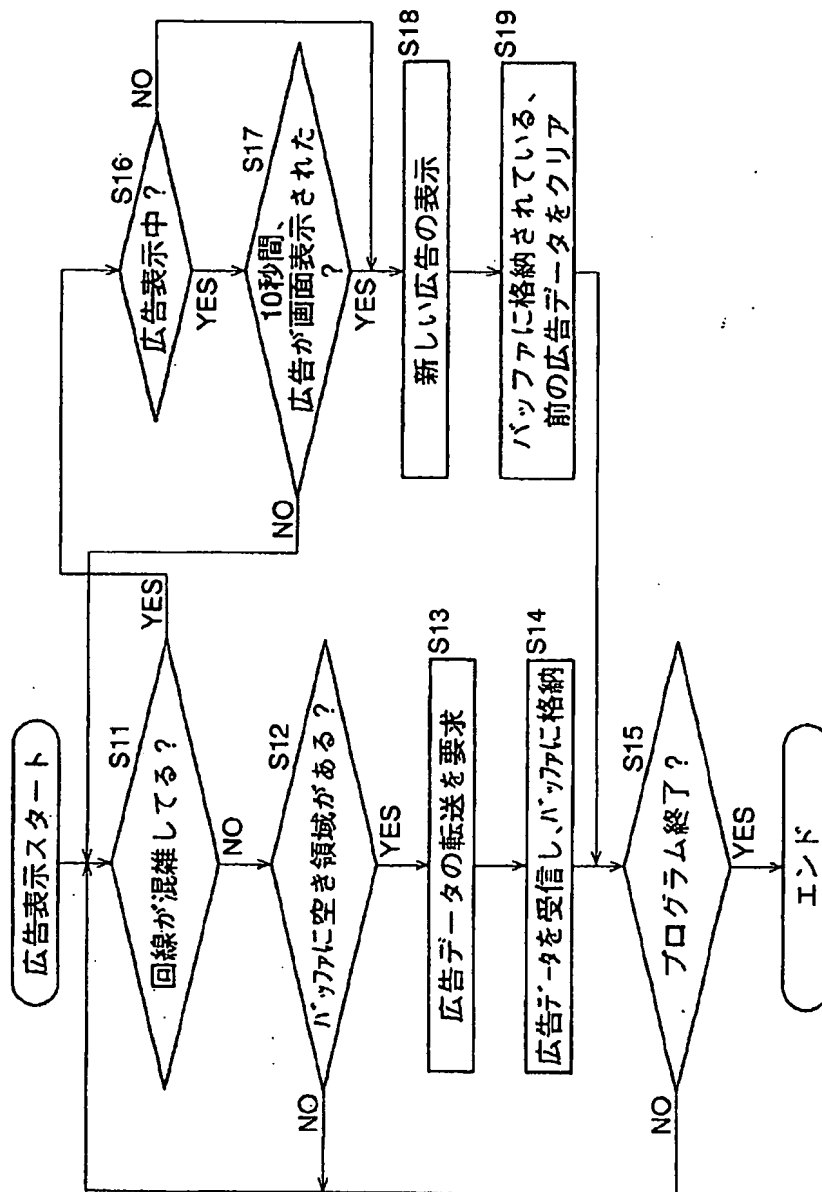 広告表示スタート
S11
回線が混雑してる?
YES
NO
S12
バッファに空き領域がある?
NO
YES
S13
広告データの転送を要求
S14
広告データを受信し、バッファに格納
S15
プログラム終了?
NO
YES
エンド
S16
広告表示中?
NO
YES
S17
10秒間、
広告が画面表示された
?
NO
YES
S18
新しい広告の表示
S19
バッファに格納されている、
前の広告データをクリア